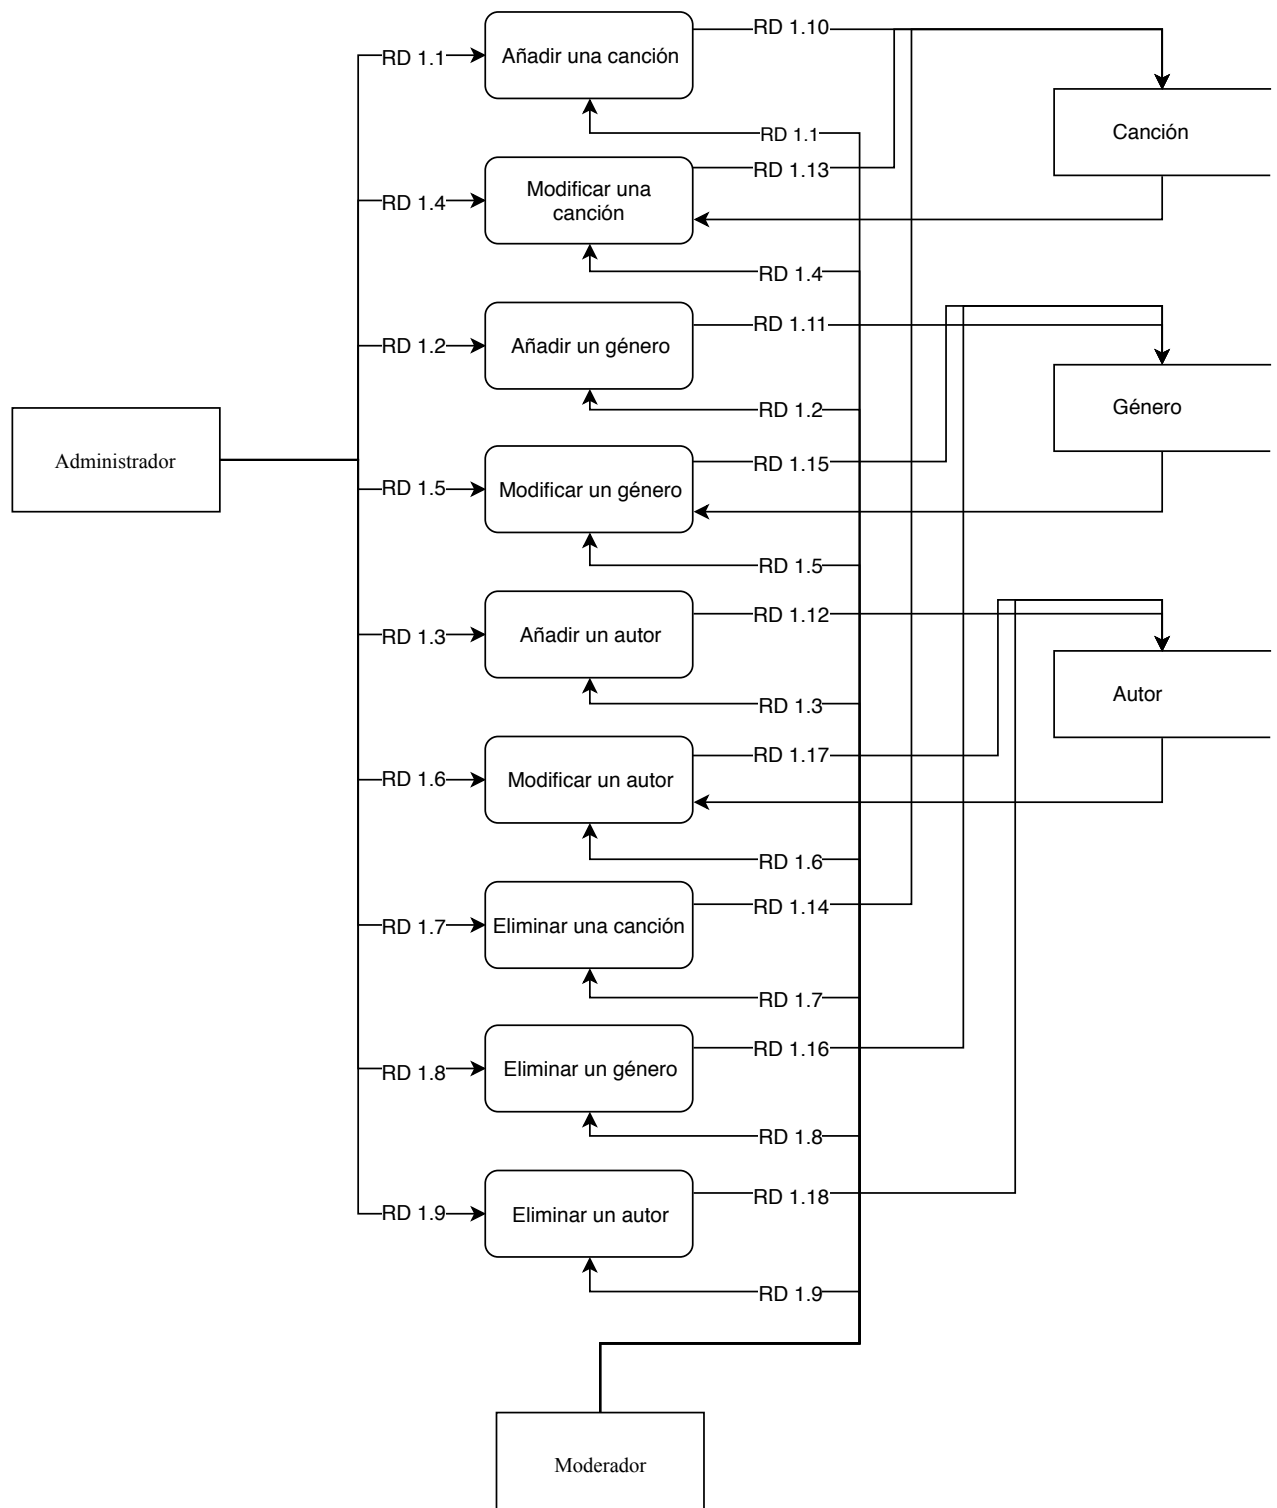 RD 1.10
RD 1.1
Añadir una canción
Canción
RD 1.1
RD 1.13
Modificar una
canción
RD 1.4
RD 1.4
RD 1.11
RD 1.2
Añadir un género
Género
RD 1.2
Administrador
RD 1.15
RD 1.5
Modificar un género
RD 1.5
RD 1.12
RD 1.3
Añadir un autor
Autor
RD 1.3
RD 1.17
RD 1.6
Modificar un autor
RD 1.6
RD 1.14
RD 1.7
Eliminar una canción
RD 1.7
RD 1.16
RD 1.8
Eliminar un género
RD 1.8
RD 1.18
RD 1.9
Eliminar un autor
RD 1.9
Moderador